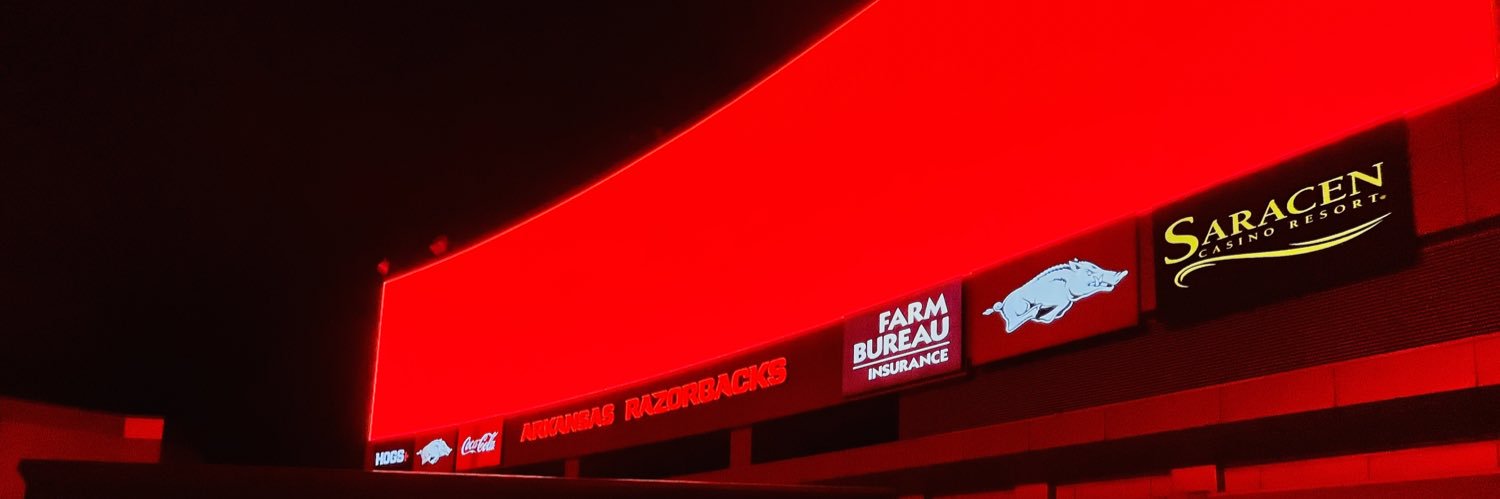 HOGS+
Coca-Cola
ARKANSAS RAZORBACKS
FARM
BUREAU
INSURANCE
SARACEN
CASINO RESORT